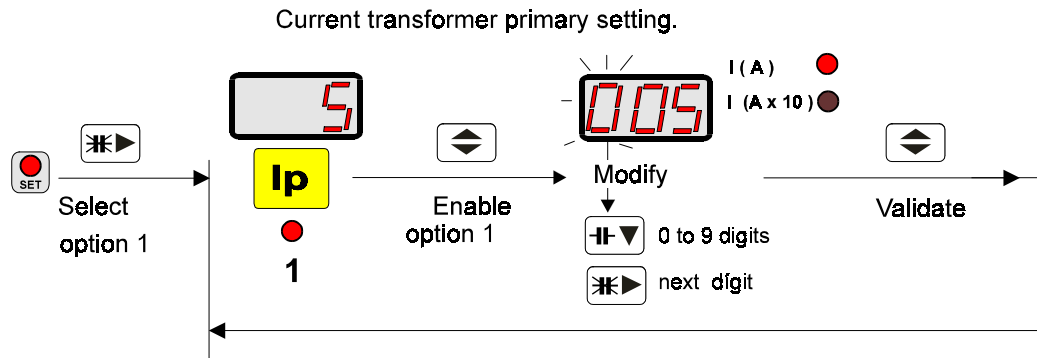 Current transformer primary setting.
I ( A )
I (A x 10 )
5
005
SET
Select
option 1
Ip
1
Enable
option 1
Modify
0 to 9 digits
next digit
Validate